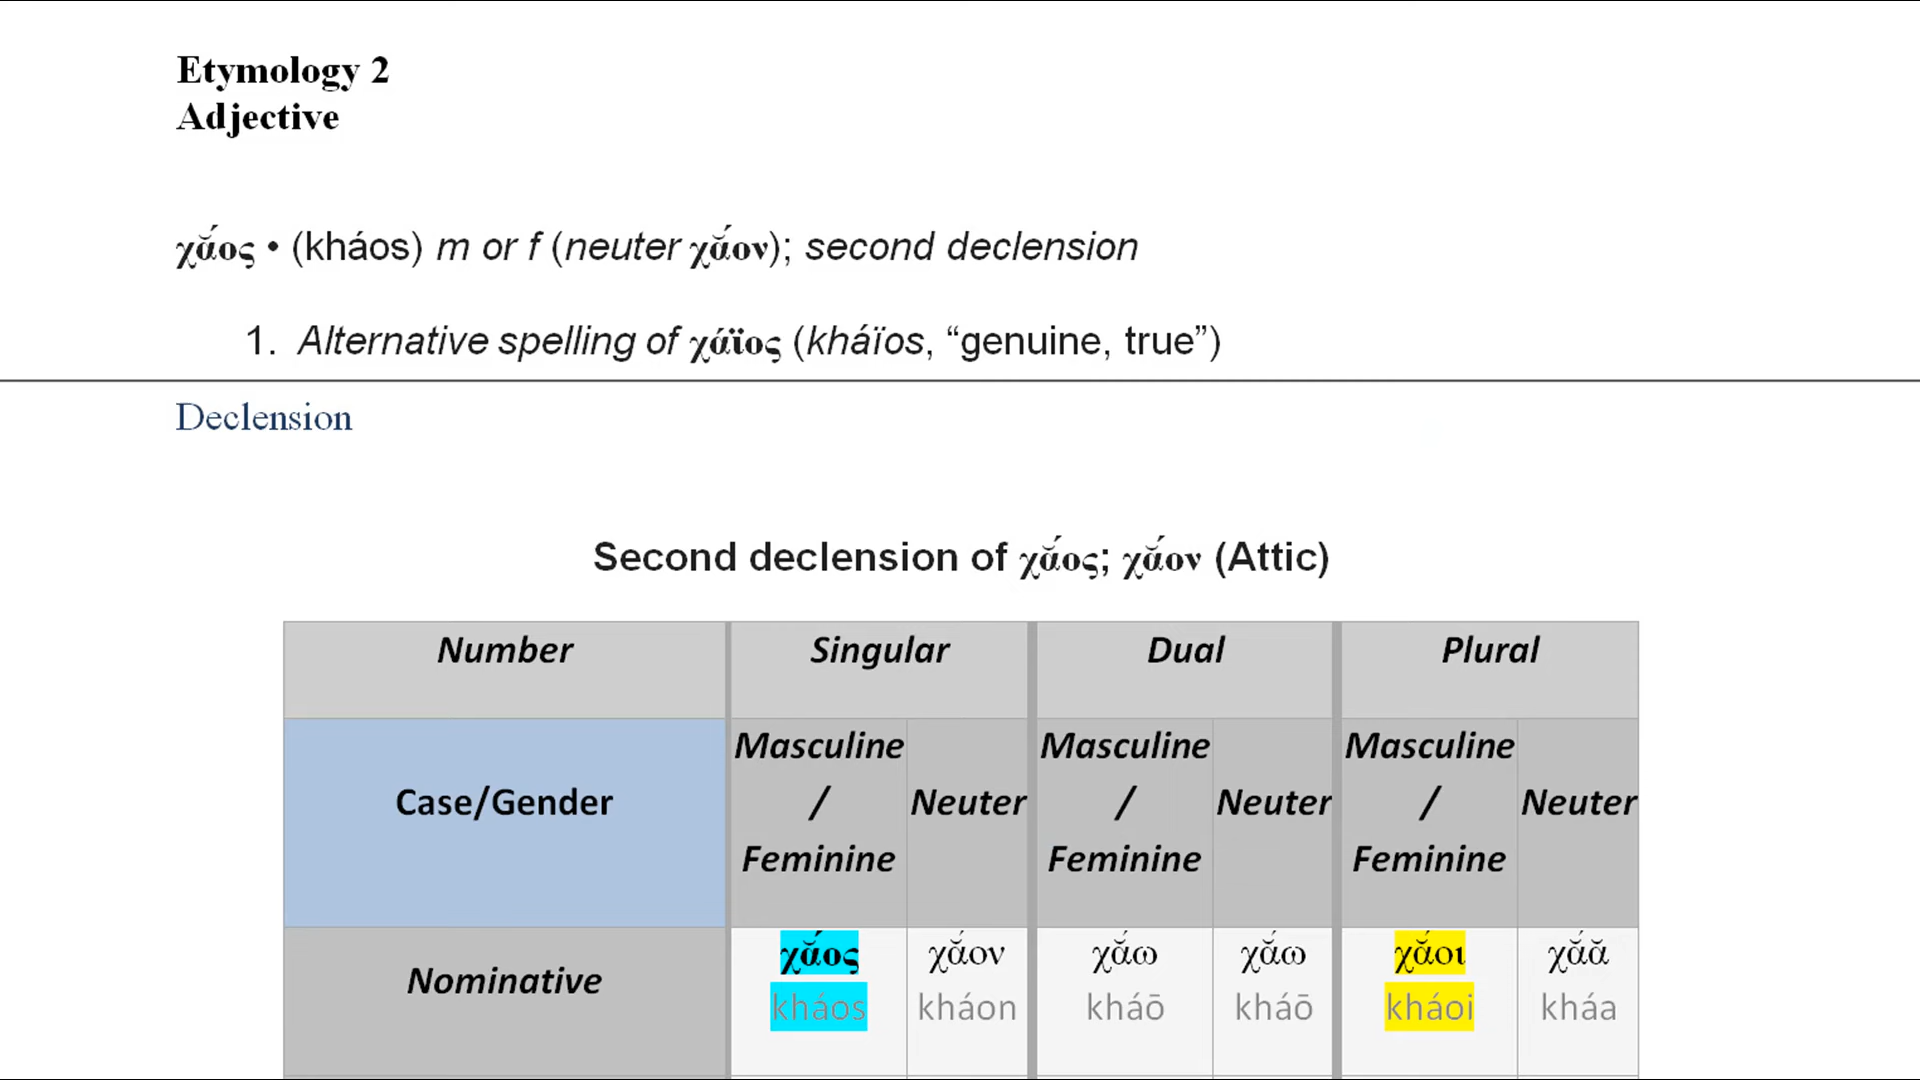 Etymology 2
Adjective
χᾰ́ος • (kháos) m or f (neuter χᾰ́ον); second declension
1. Alternative spelling of χάϊος (kháïos, “genuine, true”)
Declension
Second declension of χᾰ́ος; χᾰ́ον (Attic)
Number Singular Dual Plural
Case/Gender Masculine / Feminine Neuter Masculine / Feminine Neuter Masculine / Feminine Neuter
Nominative χᾰ́ος χᾰ́ον χᾰ́ω χᾰ́ω χᾰ́οι χᾰ́ᾰ
kháos kháon kháō kháō kháoi kháa